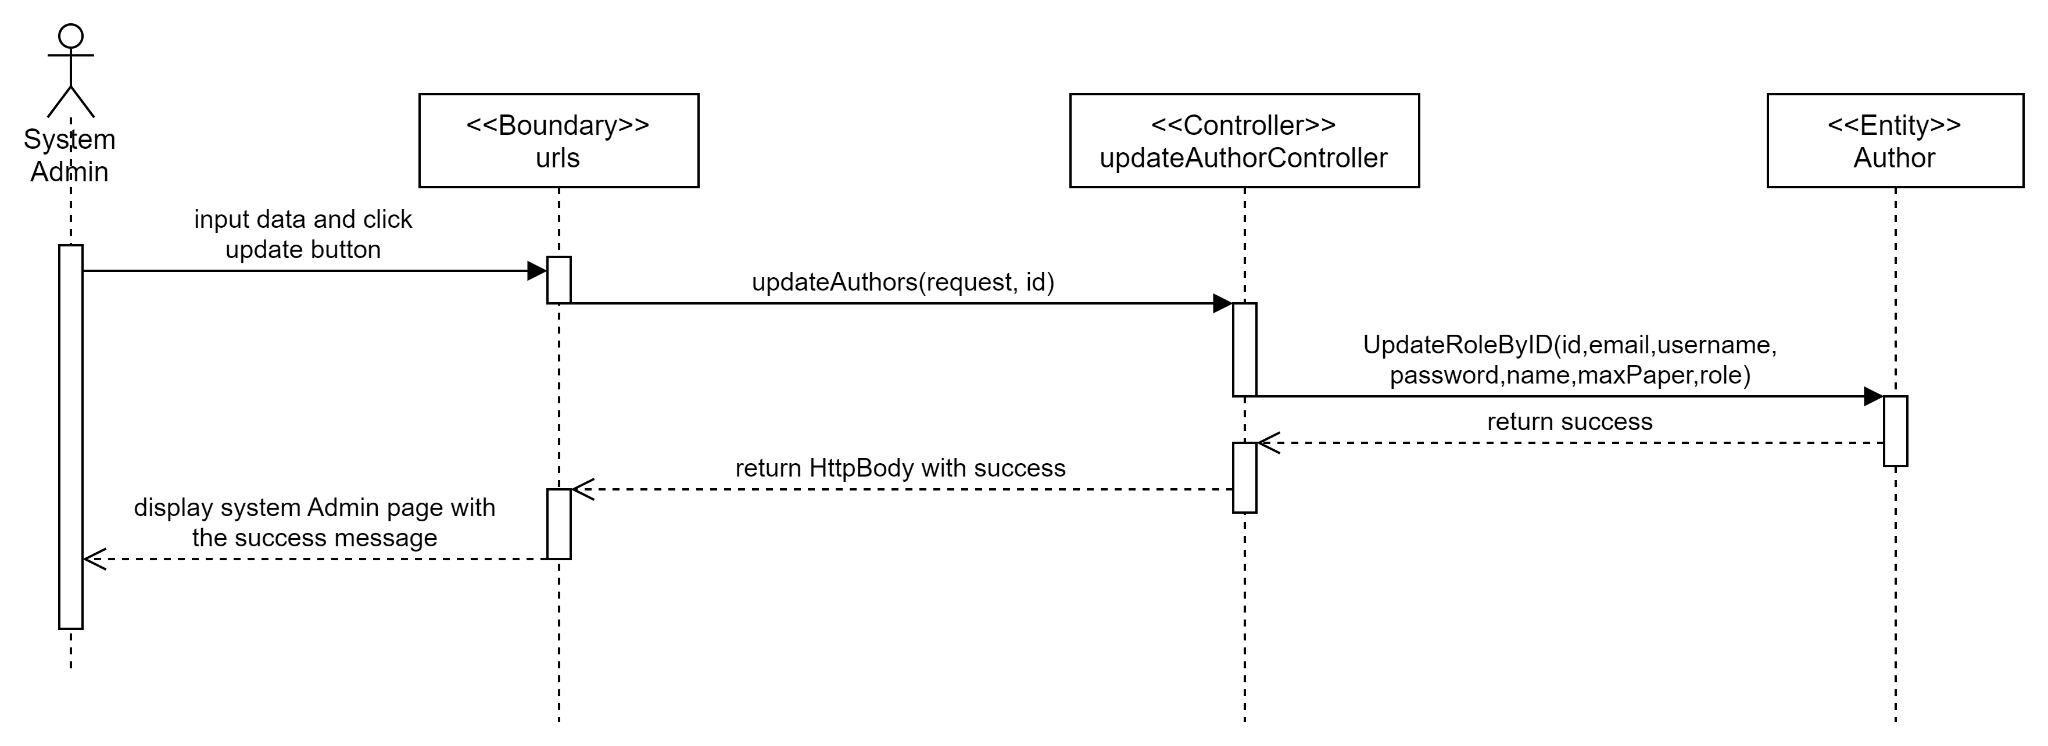 System
Admin
<<Boundary>>
urls
<<Controller>>
updateAuthorController
<<Entity>>
Author
input data and click
update button
updateAuthors(request, id)
UpdateRoleByID(id,email,username,
password,name,maxPaper,role)
return success
return HttpBody with success
display system Admin page with
the success message